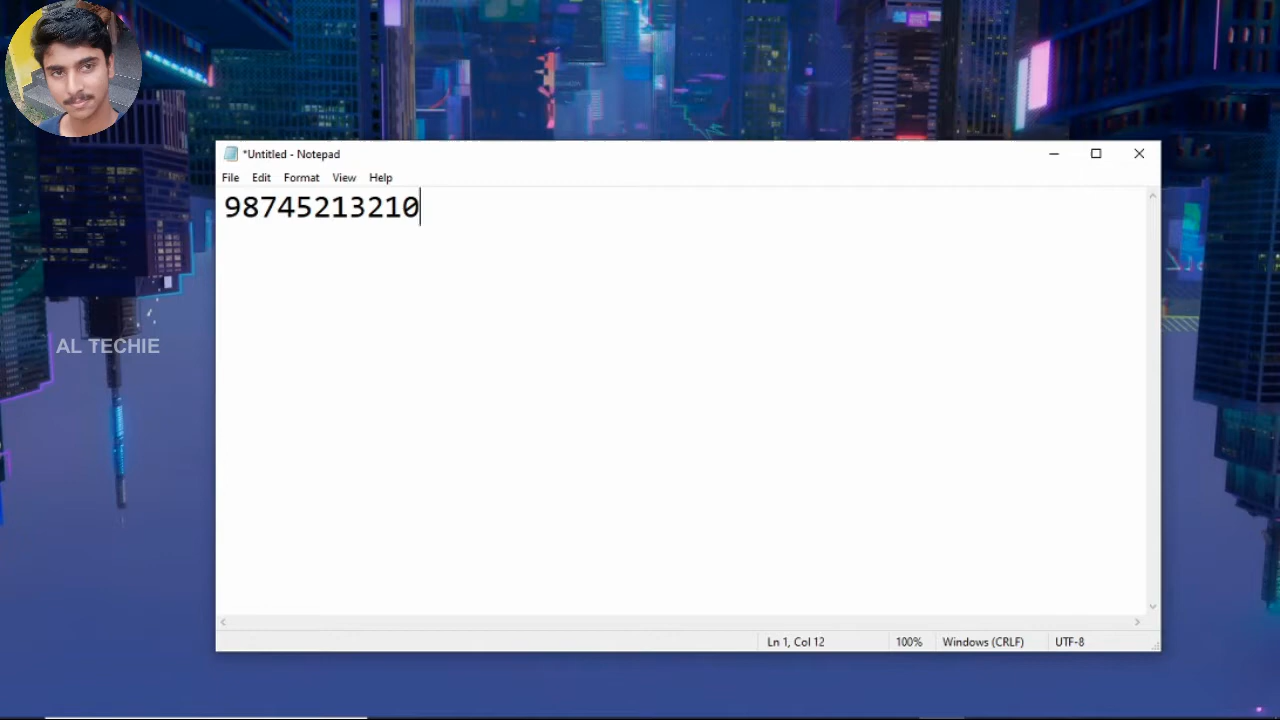 *Untitled - Notepad
File Edit Format View Help
98745213210
AL TECHIE
Ln 1, Col 12 100% Windows (CRLF) UTF-8